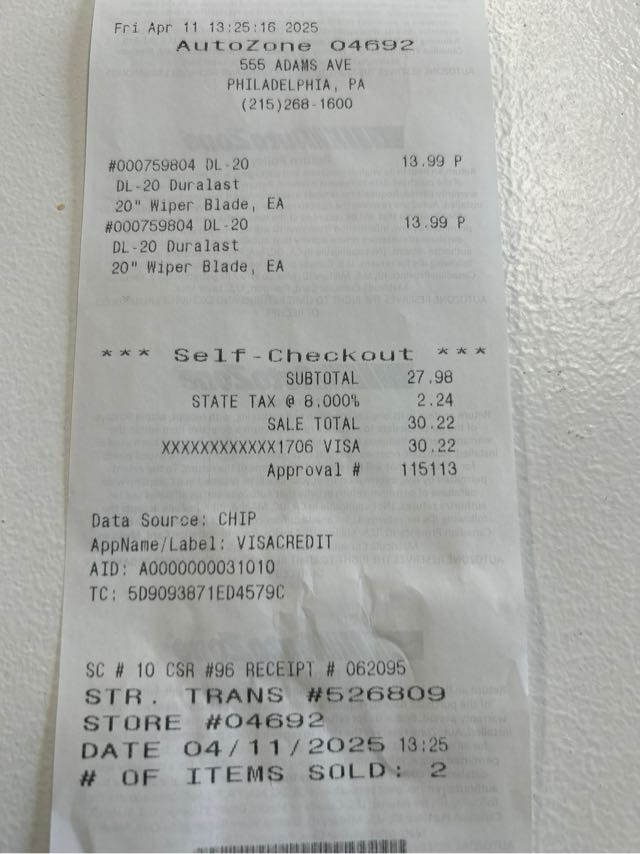 Fri Apr 11 13:25:16 2025
AutoZone 04692
555 ADAMS AVE
PHILADELPHIA, PA
(215)268-1600
#000759804 DL-20 13.99 P
DL-20 Duralast
20" Wiper Blade, EA
#000759804 DL-20 13.99 P
DL-20 Duralast
20" Wiper Blade, EA
*** Self-Checkout ***
SUBTOTAL 27.98
STATE TAX @ 8.000% 2.24
SALE TOTAL 30.22
XXXXXXXXXXXX1706 VISA 30.22
Approval # 115113
Data Source: CHIP
AppName/Label: VISACREDIT
AID: A0000000031010
TC: 5D9093871ED4579C
SC # 10 CSR #96 RECEIPT # 062095
STR. TRANS #526809
STORE #04692
DATE 04/11/2025 13:25
# OF ITEMS SOLD: 2